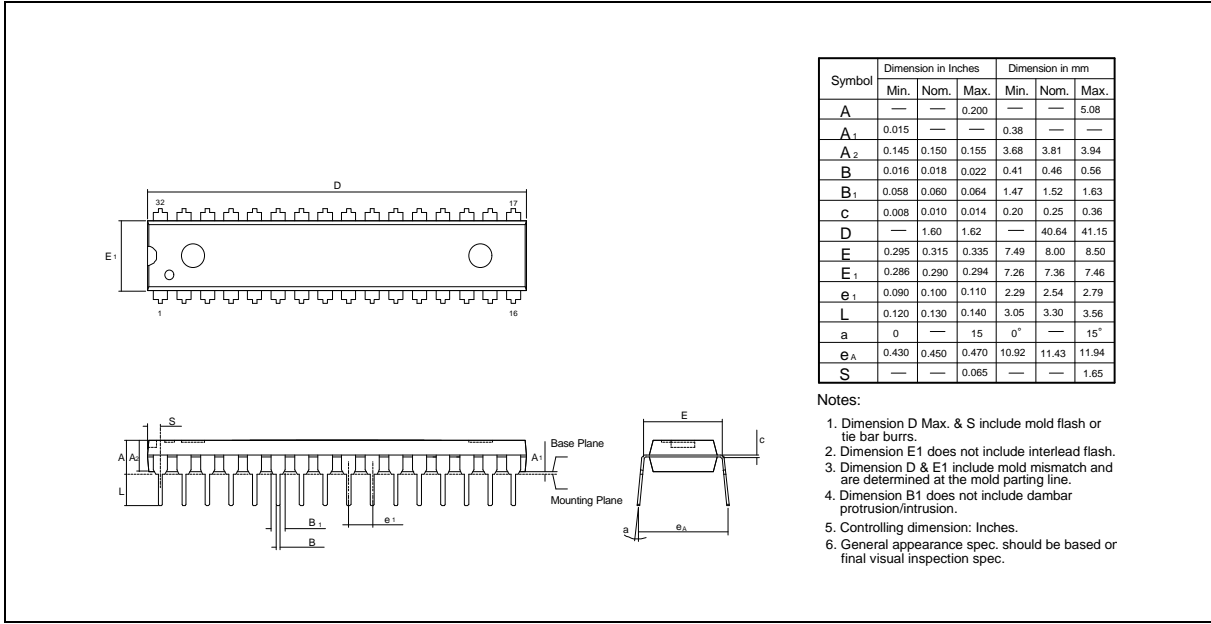 D
32
17
E 1
1
16
S
A
A2
A1
Base Plane
L
Mounting Plane
B 1
e 1
B
E
c
a
eA
Symbol Dimension in Inches Dimension in mm
Min. Nom. Max. Min. Nom. Max.
A — — 0.200 — — 5.08
A 1 0.015 — — 0.38 — —
A 2 0.145 0.150 0.155 3.68 3.81 3.94
B 0.016 0.018 0.022 0.41 0.46 0.56
B 1 0.058 0.060 0.064 1.47 1.52 1.63
c 0.008 0.010 0.014 0.20 0.25 0.36
D — 1.60 1.62 — 40.64 41.15
E 0.295 0.315 0.335 7.49 8.00 8.50
E 1 0.286 0.290 0.294 7.26 7.36 7.46
e 1 0.090 0.100 0.110 2.29 2.54 2.79
L 0.120 0.130 0.140 3.05 3.30 3.56
a 0 — 15 0° — 15°
e A 0.430 0.450 0.470 10.92 11.43 11.94
S — — 0.065 — — 1.65
Notes:
1. Dimension D Max. & S include mold flash or
tie bar burrs.
2. Dimension E1 does not include interlead flash.
3. Dimension D & E1 include mold mismatch and
are determined at the mold parting line.
4. Dimension B1 does not include dambar
protrusion/intrusion.
5. Controlling dimension: Inches.
6. General appearance spec. should be based or
final visual inspection spec.